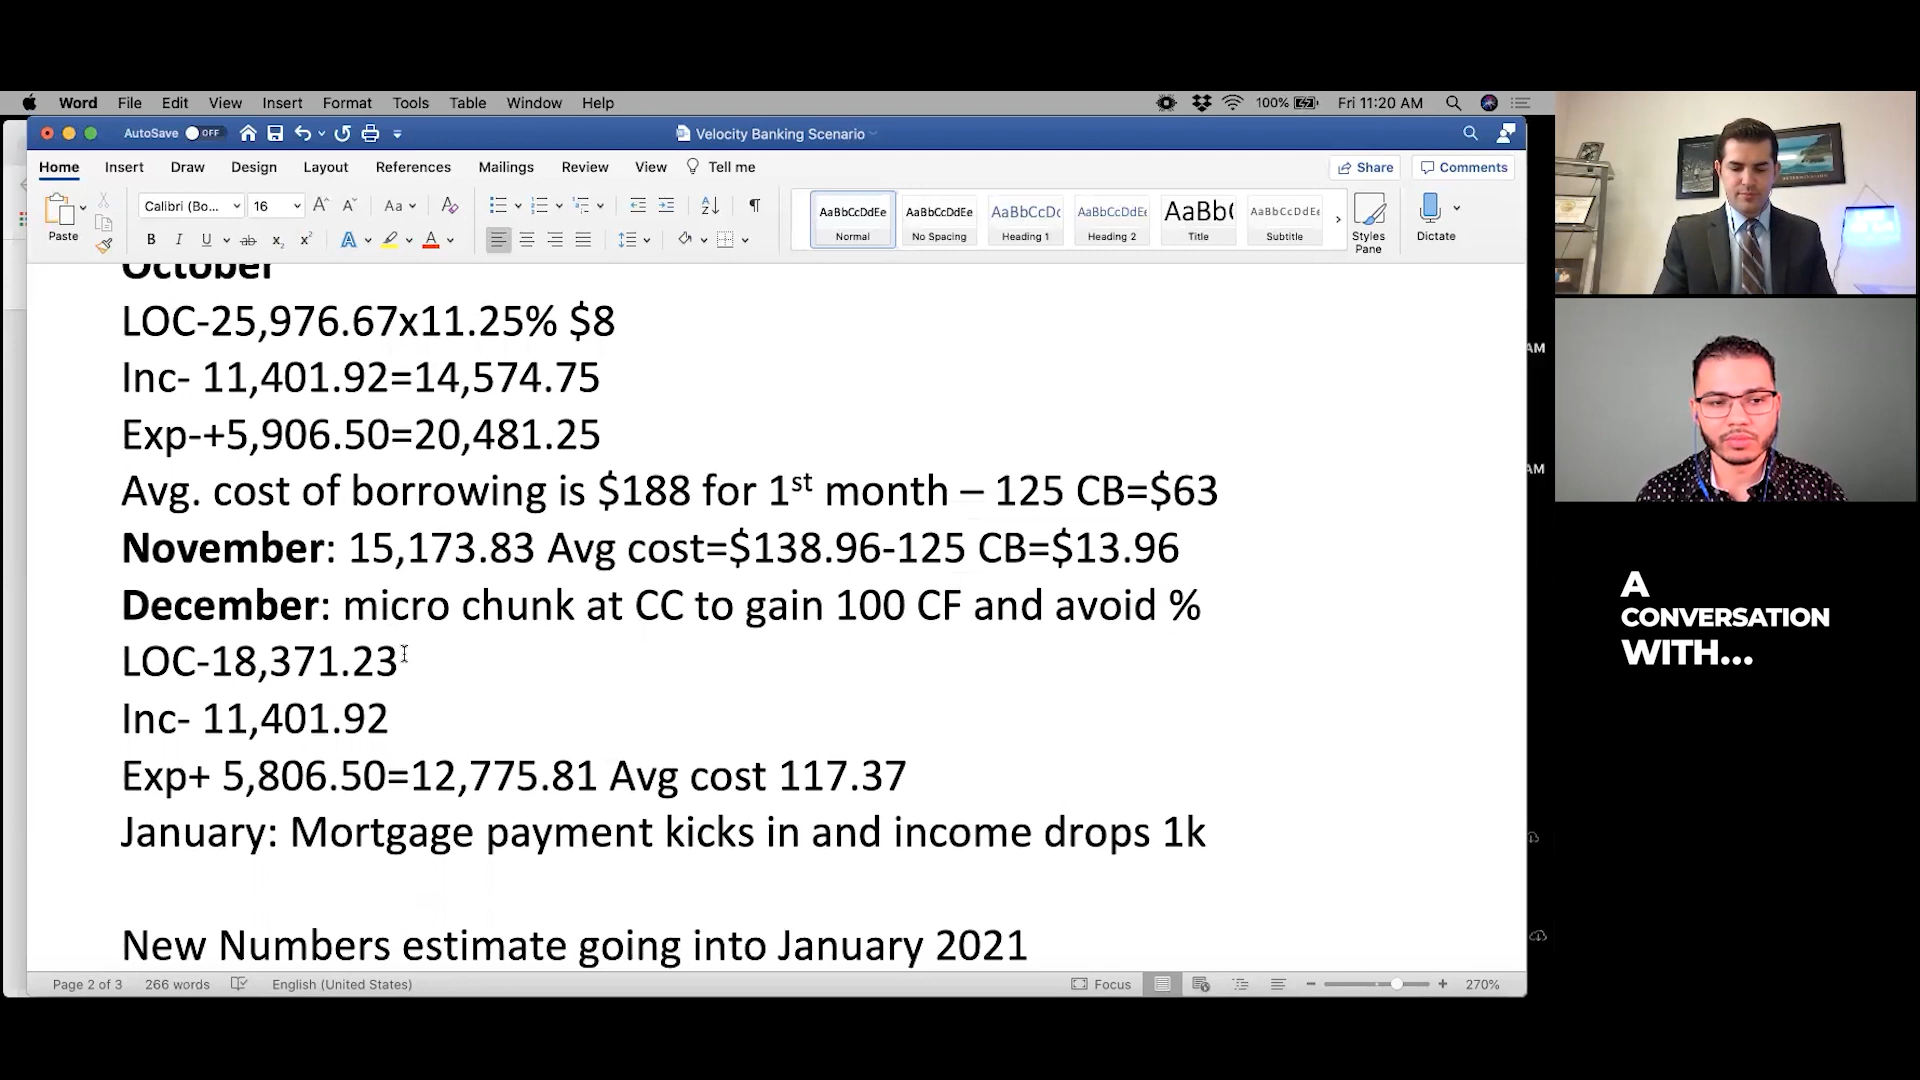 Word File Edit View Insert Format Tools Table Window Help 100% Fri 11:20 AM
AutoSave OFF Velocity Banking Scenario
Home Insert Draw Design Layout References Mailings Review View Tell me Share Comments
Calibri (Bo... 16 Aa
Paste
B I U ab x₂ x² A A
AaBbCcDdEe AaBbCcDdEe AaBbCcDc AaBbCcDdEe AaBb( AaBbCcDdEe
Normal No Spacing Heading 1 Heading 2 Title Subtitle
Styles Pane
Dictate
October
LOC-25,976.67x11.25% $8
Inc- 11,401.92=14,574.75
Exp-+5,906.50=20,481.25
Avg. cost of borrowing is $188 for 1st month – 125 CB=$63
November: 15,173.83 Avg cost=$138.96-125 CB=$13.96
December: micro chunk at CC to gain 100 CF and avoid %
LOC-18,371.23
Inc- 11,401.92
Exp+ 5,806.50=12,775.81 Avg cost 117.37
January: Mortgage payment kicks in and income drops 1k
New Numbers estimate going into January 2021
Page 2 of 3 266 words English (United States) Focus 270%
AM
AM
A
CONVERSATION
WITH...